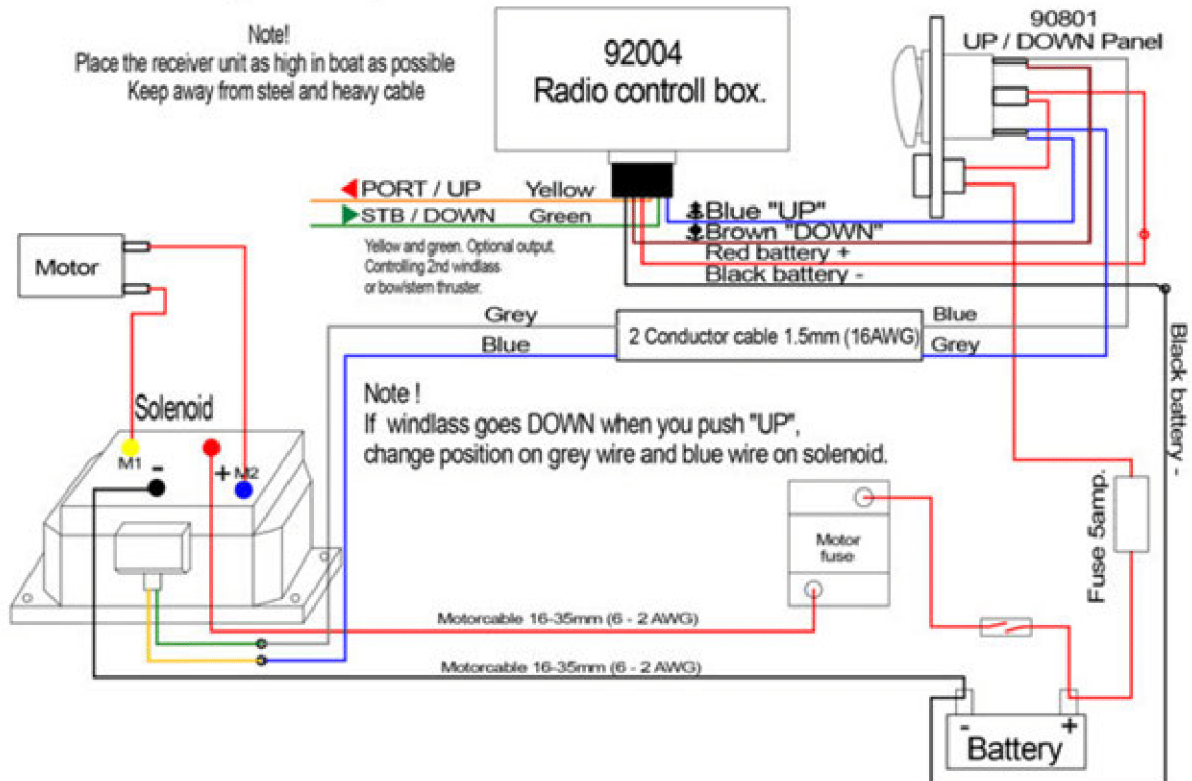 Note!
Place the receiver unit as high in boat as possible
Keep away from steel and heavy cable
92004
Radio controll box.
90801
UP / DOWN Panel
PORT / UP Yellow
STB / DOWN Green
Yellow and green. Optional output.
Controlling 2nd windlass
or bow/stern thruster.
Blue "UP"
Brown "DOWN"
Red battery +
Black battery -
Motor
Grey
Blue
2 Conductor cable 1.5mm (16AWG)
Blue
Grey
Black battery -
Note !
If windlass goes DOWN when you push "UP",
change position on grey wire and blue wire on solenoid.
Solenoid
M1
-
+
M2
Motor
fuse
Fuse 5amp.
Motorcable 16-35mm (6 - 2 AWG)
Motorcable 16-35mm (6 - 2 AWG)
- +
Battery